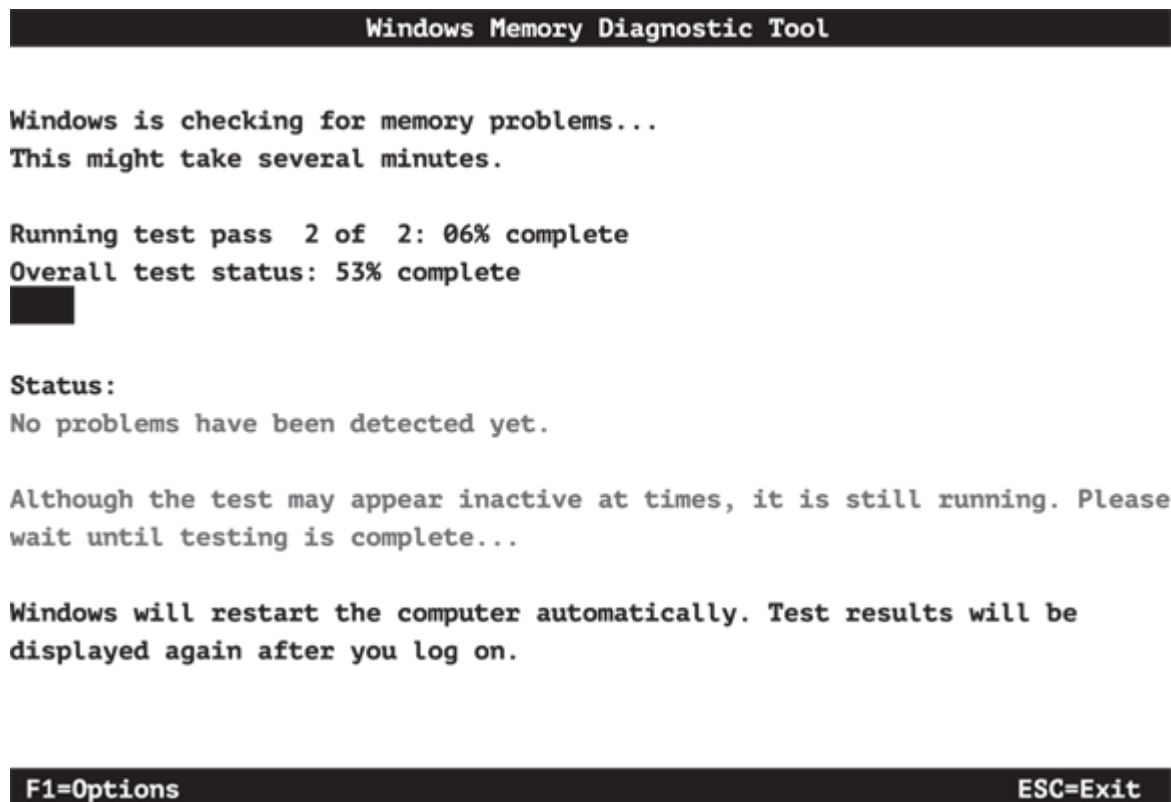 Windows Memory Diagnostic Tool
Windows is checking for memory problems...
This might take several minutes.
Running test pass  2 of  2: 06% complete
Overall test status: 53% complete
Status:
No problems have been detected yet.
Although the test may appear inactive at times, it is still running. Please
wait until testing is complete...
Windows will restart the computer automatically. Test results will be
displayed again after you log on.
F1=Options ESC=Exit